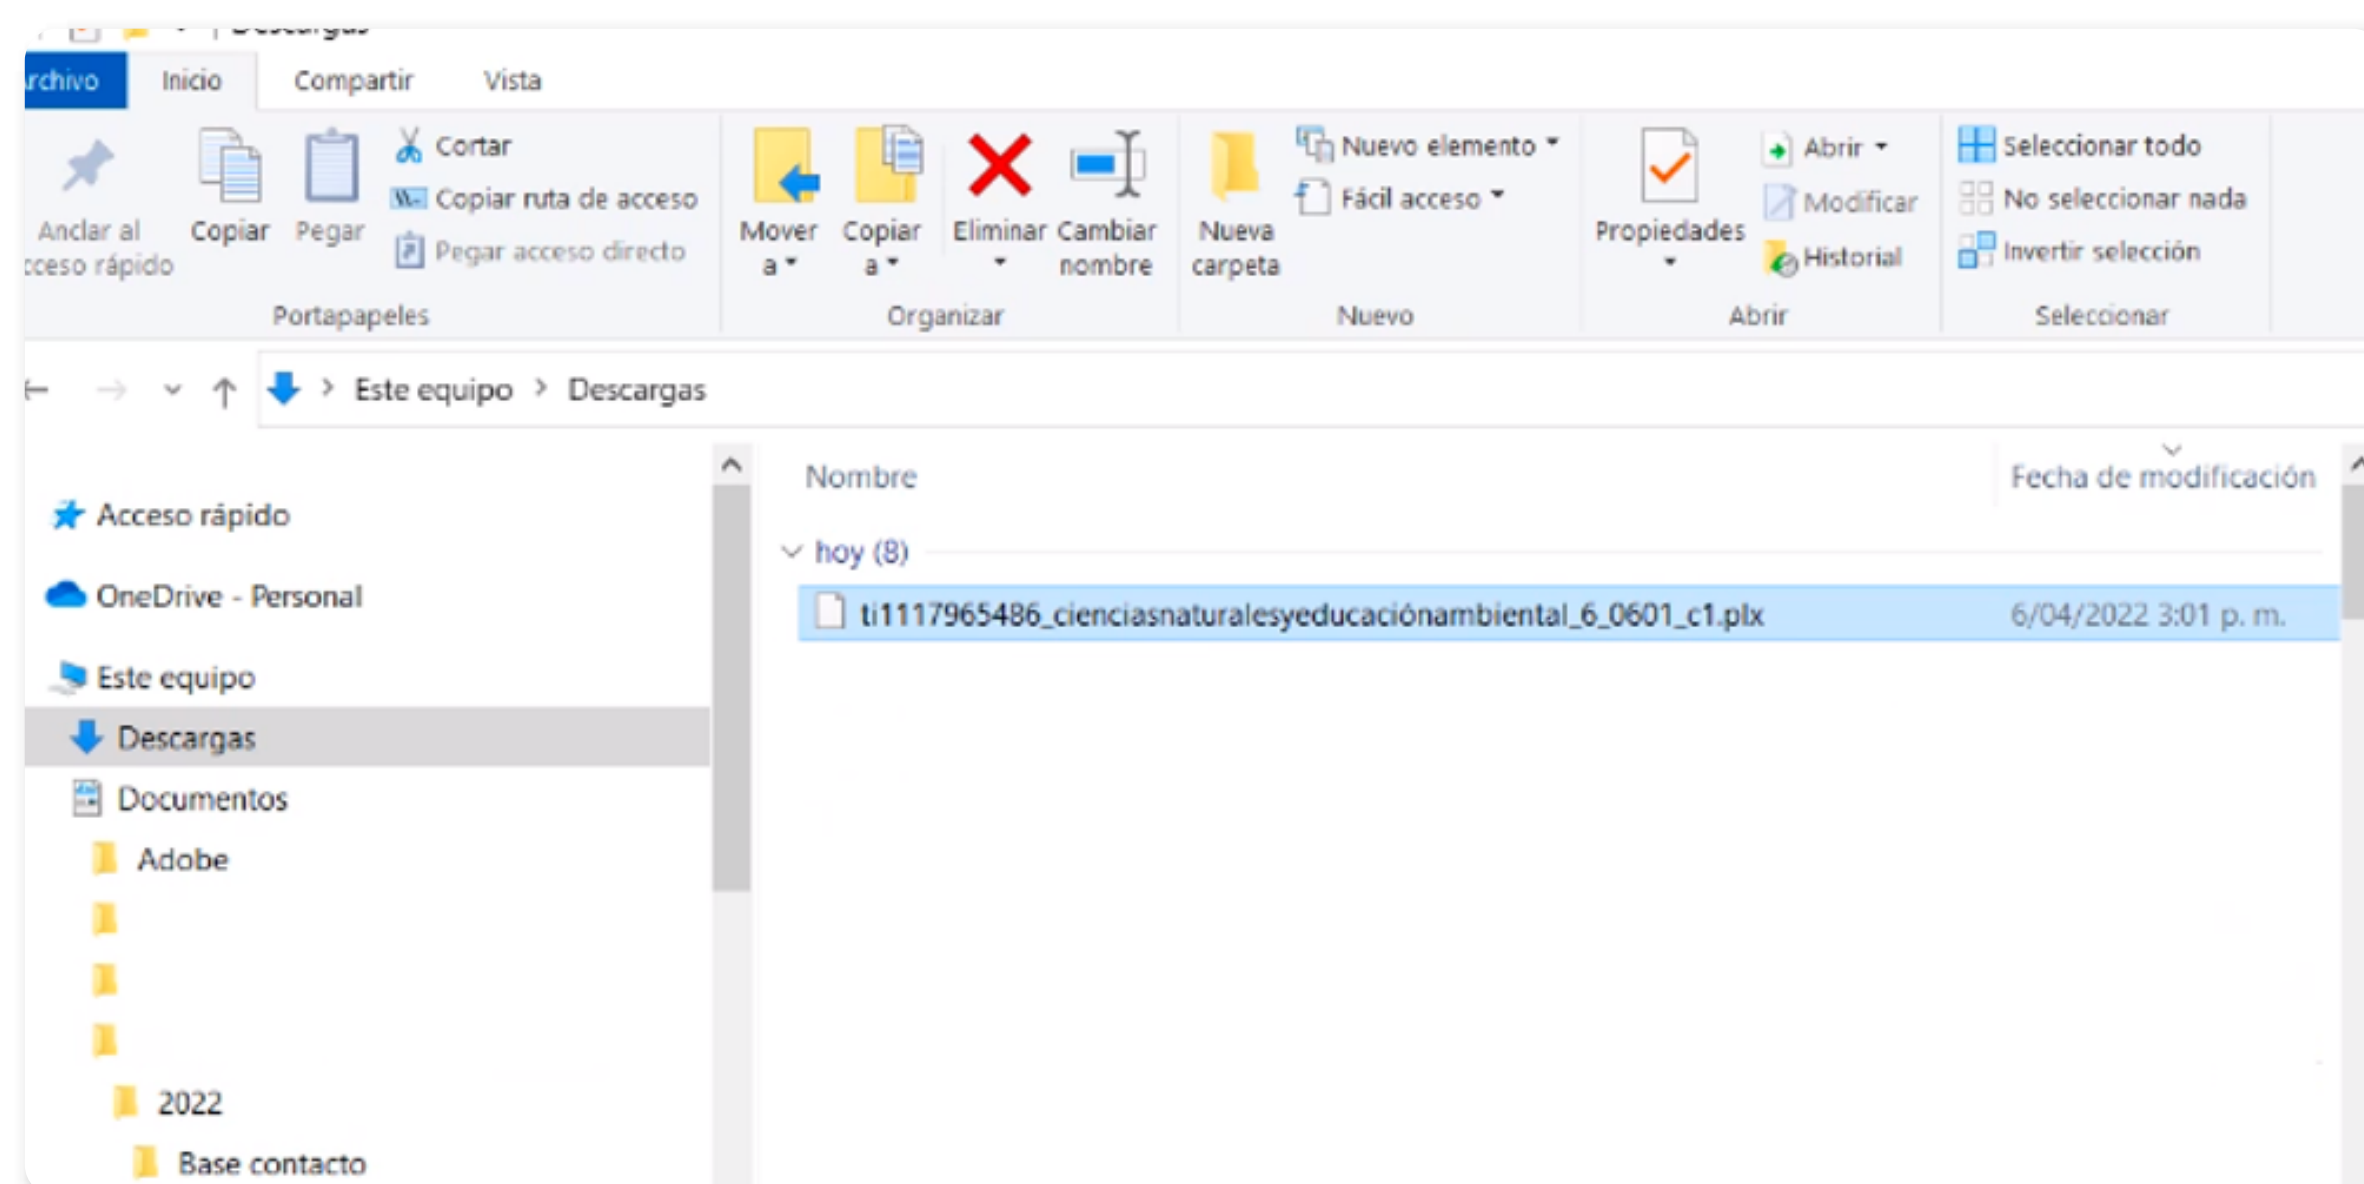 Descargas
Archivo Inicio Compartir Vista
Anclar al
acceso rápido
Copiar
Pegar
Cortar
Copiar ruta de acceso
Pegar acceso directo
Portapapeles
Mover
a
Copiar
a
Eliminar
Cambiar
nombre
Organizar
Nueva
carpeta
Nuevo elemento
Fácil acceso
Nuevo
Propiedades
Abrir
Modificar
Historial
Abrir
Seleccionar todo
No seleccionar nada
Invertir selección
Seleccionar
Este equipo > Descargas
Acceso rápido
OneDrive - Personal
Este equipo
Descargas
Documentos
Adobe
2022
Base contacto
Nombre Fecha de modificación
hoy (8)
ti1117965486_cienciasnaturalesyeducaciónambiental_6_0601_c1.plx 6/04/2022 3:01 p. m.